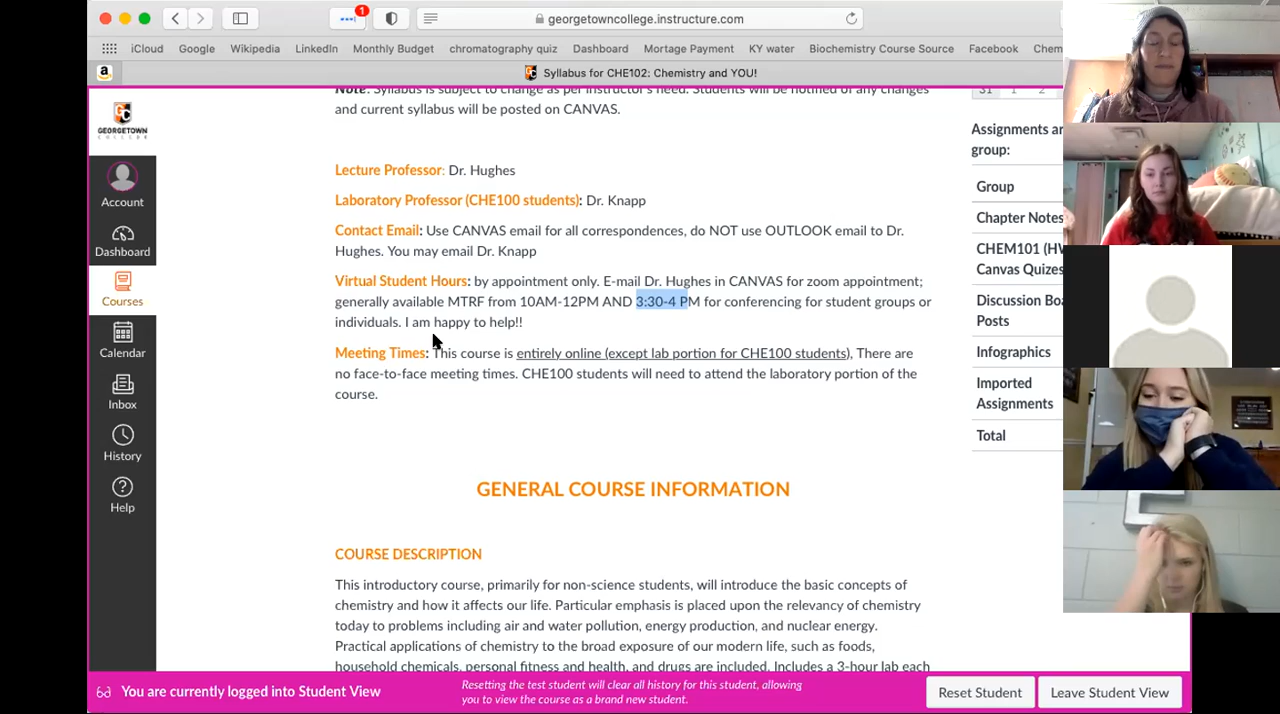 1
georgetowncollege.instructure.com
iCloud Google Wikipedia LinkedIn Monthly Budget chromatography quiz Dashboard Mortage Payment KY water Biochemistry Course Source Facebook Chem
a Syllabus for CHE102: Chemistry and YOU!
Note: Syllabus is subject to change as per instructor's need. Students will be notified of any changes
and current syllabus will be posted on CANVAS.
GC
GEORGETOWN
COLLEGE
Account
Dashboard
Courses
Calendar
Inbox
History
Help
Lecture Professor: Dr. Hughes
Laboratory Professor (CHE100 students): Dr. Knapp
Contact Email: Use CANVAS email for all correspondences, do NOT use OUTLOOK email to Dr.
Hughes. You may email Dr. Knapp
Virtual Student Hours: by appointment only. E-mail Dr. Hughes in CANVAS for zoom appointment;
generally available MTRF from 10AM-12PM AND 3:30-4 PM for conferencing for student groups or
individuals. I am happy to help!!
Meeting Times: This course is entirely online (except lab portion for CHE100 students), There are
no face-to-face meeting times. CHE100 students will need to attend the laboratory portion of the
course.
GENERAL COURSE INFORMATION
COURSE DESCRIPTION
This introductory course, primarily for non-science students, will introduce the basic concepts of
chemistry and how it affects our life. Particular emphasis is placed upon the relevancy of chemistry
today to problems including air and water pollution, energy production, and nuclear energy.
Practical applications of chemistry to the broad exposure of our modern life, such as foods,
household chemicals, personal fitness and health, and drugs are included. Includes a 3-hour lab each
31 1 2
Assignments ar
group:
Group
Chapter Notes
CHEM101 (HW
Canvas Quizes
Discussion Boa
Posts
Infographics
Imported
Assignments
Total
E
You are currently logged into Student View
Resetting the test student will clear all history for this student, allowing
you to view the course as a brand new student.
Reset Student Leave Student View